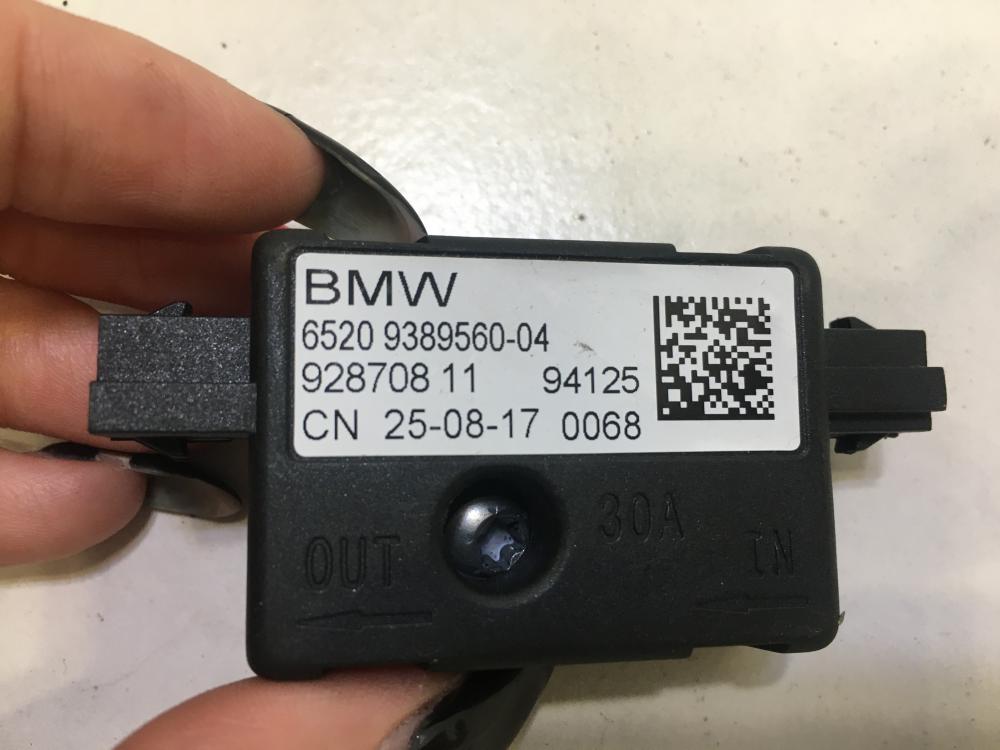 BMW
6520 9389560-04
928708 11 94125
CN 25-08-17 0068
OUT 30A IN